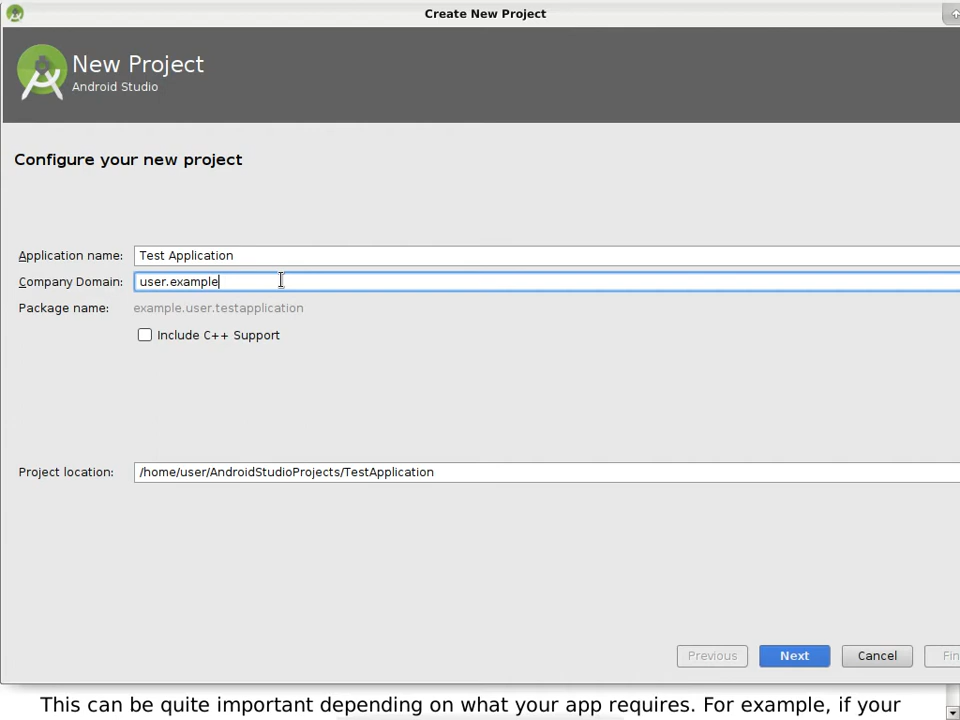 Create New Project
New Project
Android Studio
Configure your new project
Application name: Test Application
Company Domain: user.example
Package name: example.user.testapplication
Include C++ Support
Project location: /home/user/AndroidStudioProjects/TestApplication
Previous Next Cancel Fin
This can be quite important depending on what your app requires. For example, if your